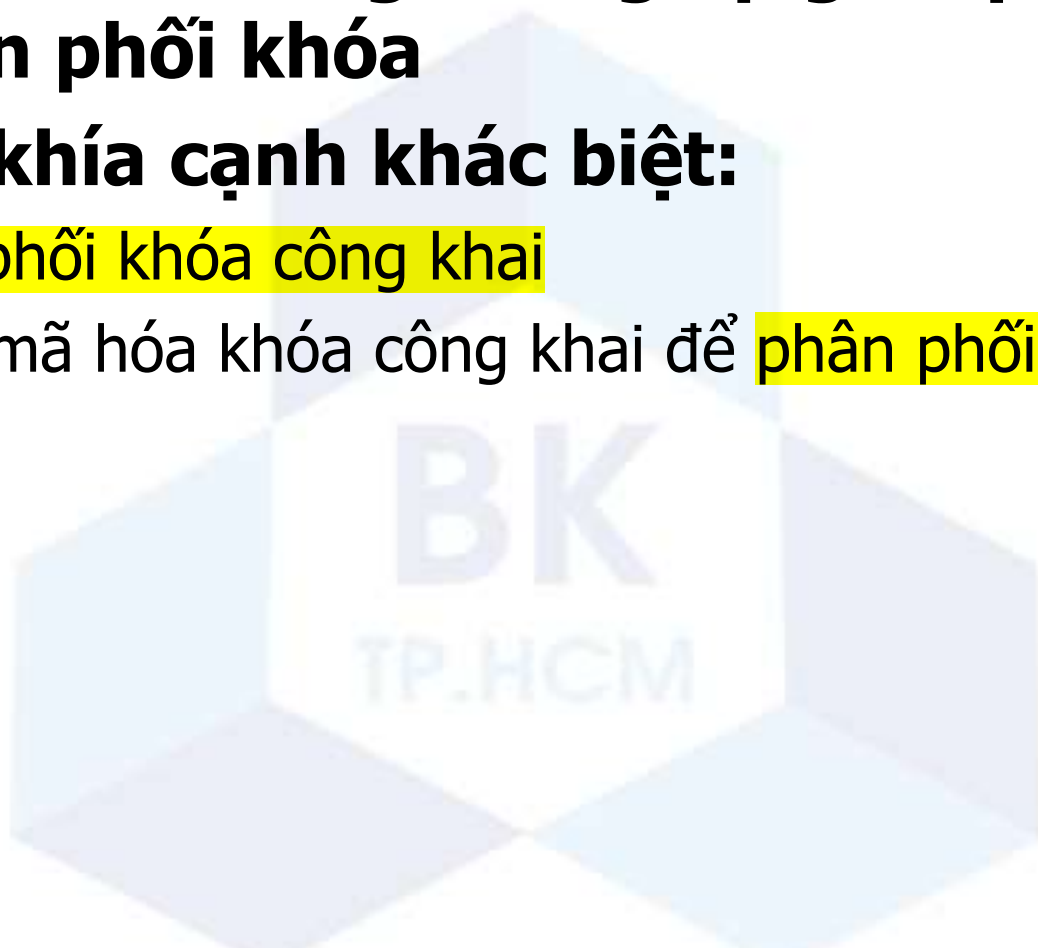 n phối khóa
khía cạnh khác biệt:
phối khóa công khai
mã hóa khóa công khai để phân phối
BK
TP.HCM